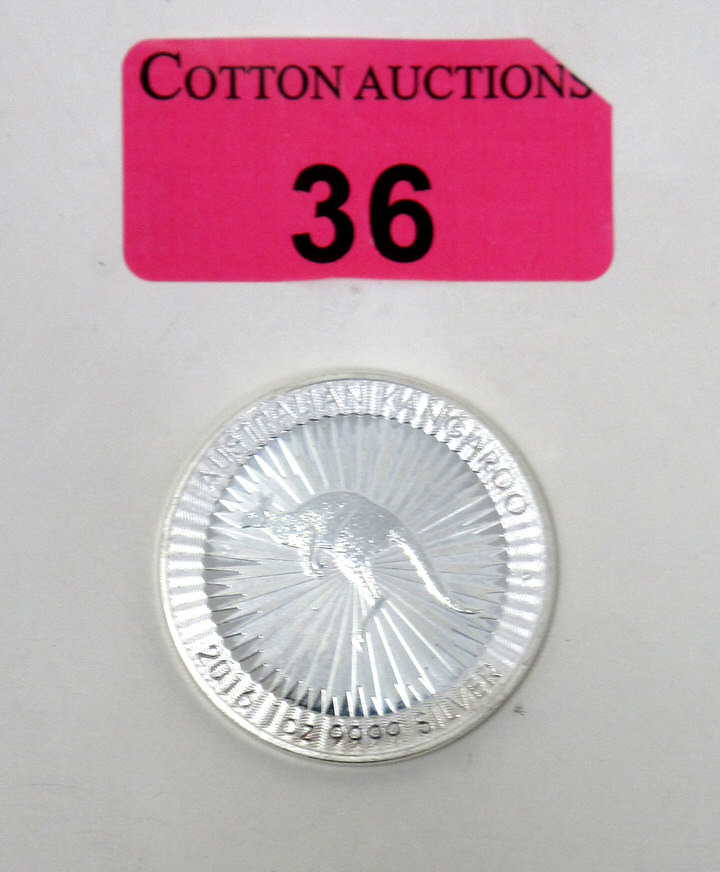 COTTON AUCTIONS
36
AUSTRALIAN KANGAROO
2016 1oz 9999 SILVER